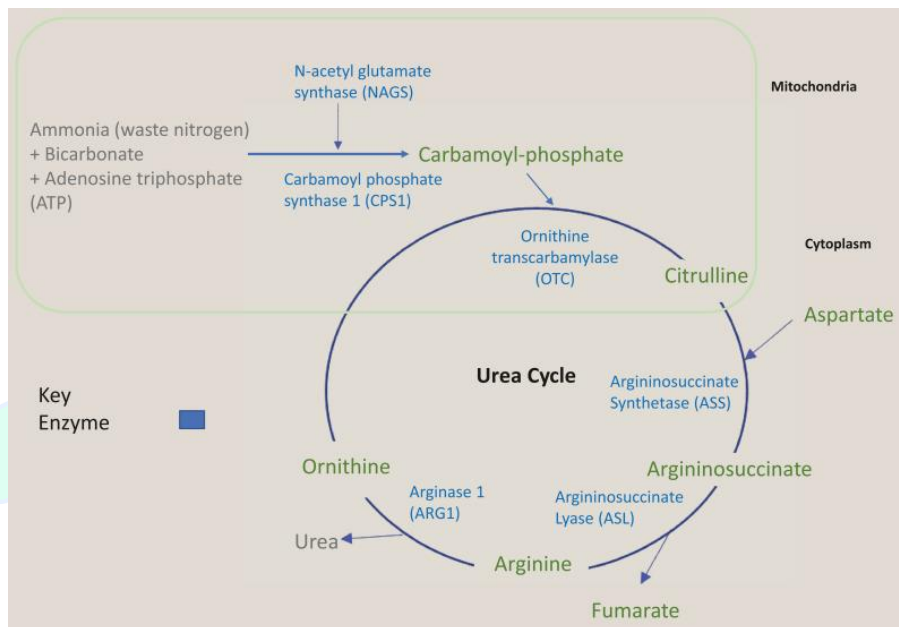 N-acetyl glutamate
synthase (NAGS)
Mitochondria
Ammonia (waste nitrogen)
+ Bicarbonate
+ Adenosine triphosphate
(ATP)
Carbamoyl-phosphate
Carbamoyl phosphate
synthase 1 (CPS1)
Ornithine
transcarbamylase
(OTC)
Cytoplasm
Citrulline
Aspartate
Urea Cycle
Argininosuccinate
Synthetase (ASS)
Key
Enzyme
Ornithine
Argininosuccinate
Arginase 1
(ARG1)
Argininosuccinate
Lyase (ASL)
Urea
Arginine
Fumarate